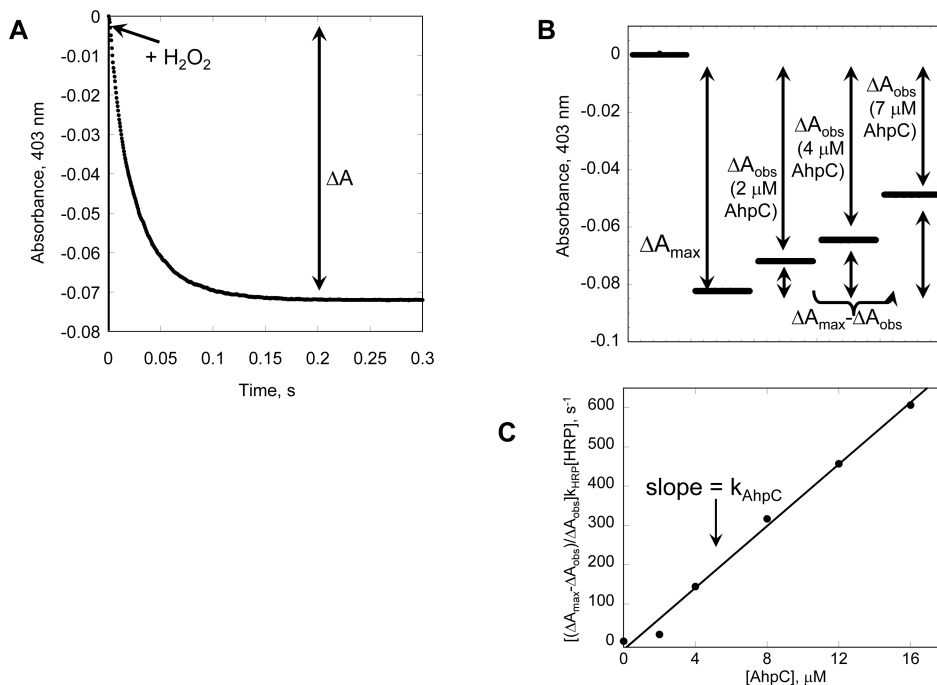 A
0
-0.01
-0.02
-0.03
-0.04
-0.05
-0.06
-0.07
-0.08
Absorbance, 403 nm
+ H₂O₂
ΔA
0 0.05 0.1 0.15 0.2 0.25 0.3
Time, s
B
0
-0.02
-0.04
-0.06
-0.08
-0.1
Absorbance, 403 nm
ΔAmax
ΔAobs
(2 μM
AhpC)
ΔAobs
(4 μM
AhpC)
ΔAobs
(7 μM
AhpC)
ΔAmax-ΔAobs
C
600
500
400
300
200
100
0
[(ΔAmax-ΔAobs)/ΔAobs]kHRP[HRP], s⁻¹
slope = kAhpC
0 4 8 12 16
[AhpC], μM